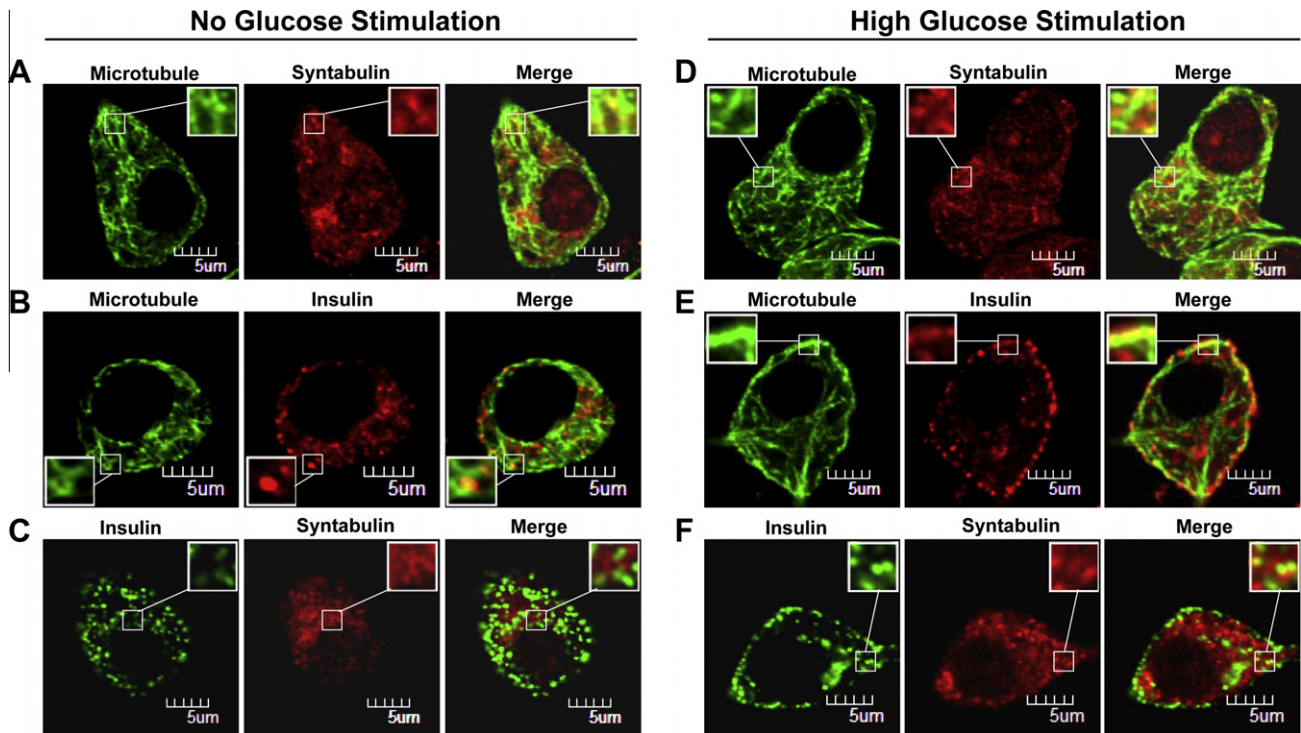 No Glucose Stimulation
High Glucose Stimulation
A
Microtubule
Syntabulin
Merge
5um
5um
5um
D
Microtubule
Syntabulin
Merge
5um
5um
5um
B
Microtubule
Insulin
Merge
5um
5um
5um
E
Microtubule
Insulin
Merge
5um
5um
5um
C
Insulin
Syntabulin
Merge
5um
5um
5um
F
Insulin
Syntabulin
Merge
5um
5um
5um